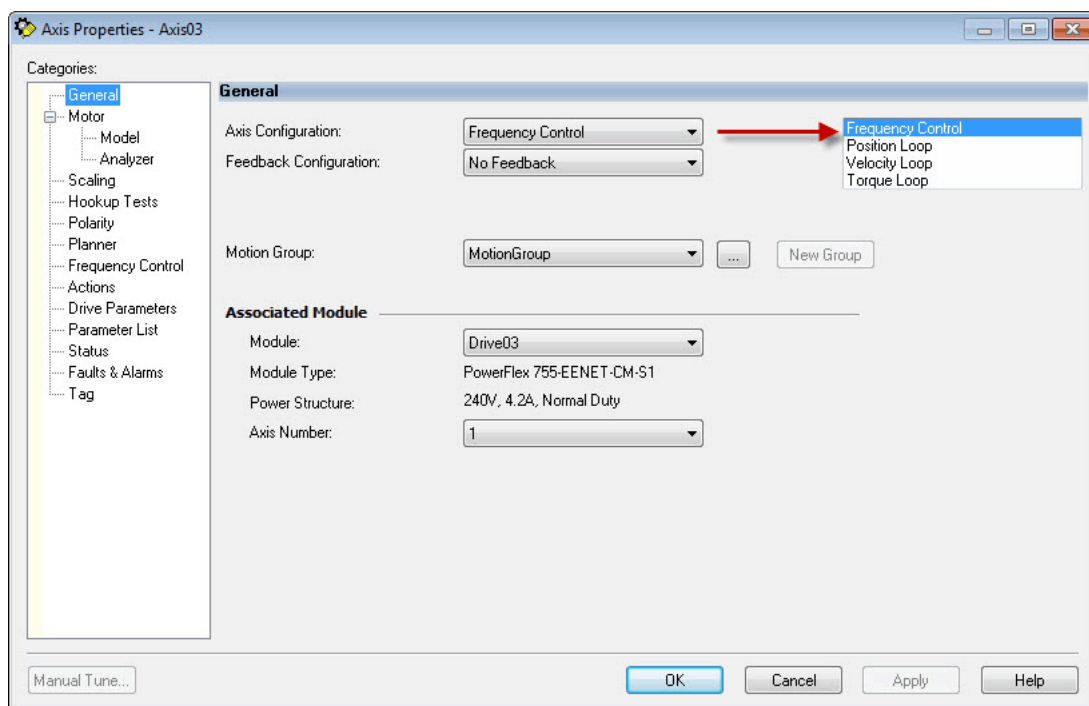 Axis Properties - Axis03
Categories:
General
Motor
Model
Analyzer
Scaling
Hookup Tests
Polarity
Planner
Frequency Control
Actions
Drive Parameters
Parameter List
Status
Faults & Alarms
Tag
General
Axis Configuration: Frequency Control
Frequency Control
Position Loop
Velocity Loop
Torque Loop
Feedback Configuration: No Feedback
Motion Group: MotionGroup ... New Group
Associated Module
Module: Drive03
Module Type: PowerFlex 755-EENET-CM-S1
Power Structure: 240V, 4.2A, Normal Duty
Axis Number: 1
Manual Tune... OK Cancel Apply Help